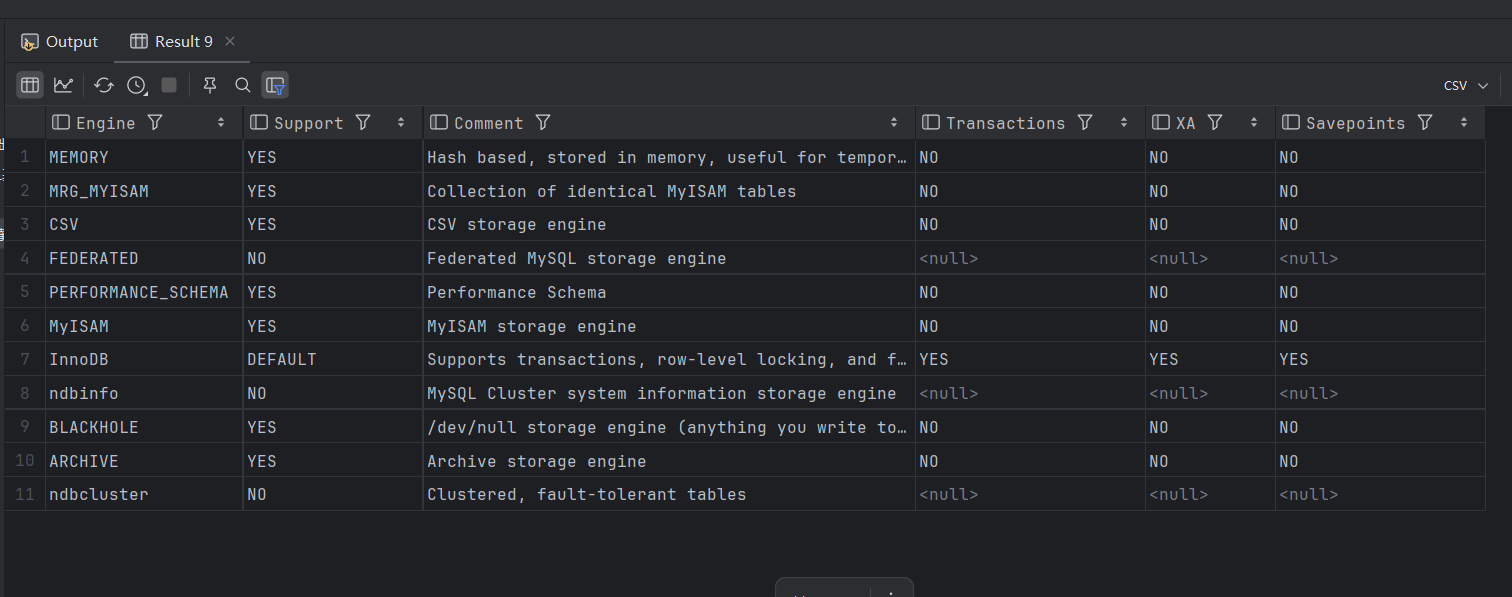 Output Result 9
CSV
Engine Support Comment Transactions XA Savepoints
1 MEMORY YES Hash based, stored in memory, useful for tempor… NO NO NO
2 MRG_MYISAM YES Collection of identical MyISAM tables NO NO NO
3 CSV YES CSV storage engine NO NO NO
4 FEDERATED NO Federated MySQL storage engine <null> <null> <null>
5 PERFORMANCE_SCHEMA YES Performance Schema NO NO NO
6 MyISAM YES MyISAM storage engine NO NO NO
7 InnoDB DEFAULT Supports transactions, row-level locking, and f… YES YES YES
8 ndbinfo NO MySQL Cluster system information storage engine <null> <null> <null>
9 BLACKHOLE YES /dev/null storage engine (anything you write to… NO NO NO
10 ARCHIVE YES Archive storage engine NO NO NO
11 ndbcluster NO Clustered, fault-tolerant tables <null> <null> <null>